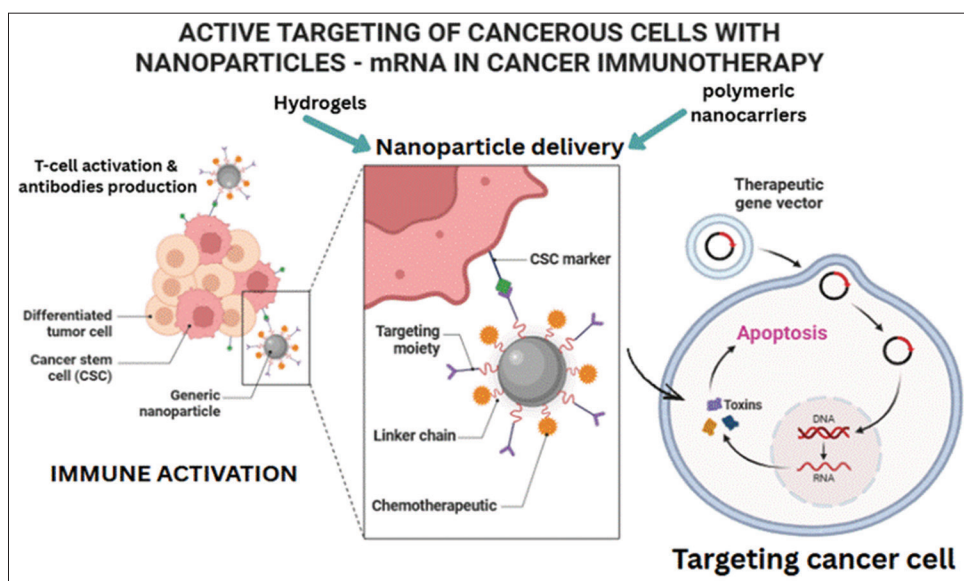 ACTIVE TARGETING OF CANCEROUS CELLS WITH
NANOPARTICLES - mRNA IN CANCER IMMUNOTHERAPY
Hydrogels
polymeric
nanocarriers
Nanoparticle delivery
T-cell activation &
antibodies production
Differentiated
tumor cell
Cancer stem
cell (CSC)
Generic
nanoparticle
IMMUNE ACTIVATION
CSC marker
Targeting
moiety
Linker chain
Chemotherapeutic
Therapeutic
gene vector
Apoptosis
Toxins
DNA
RNA
Targeting cancer cell